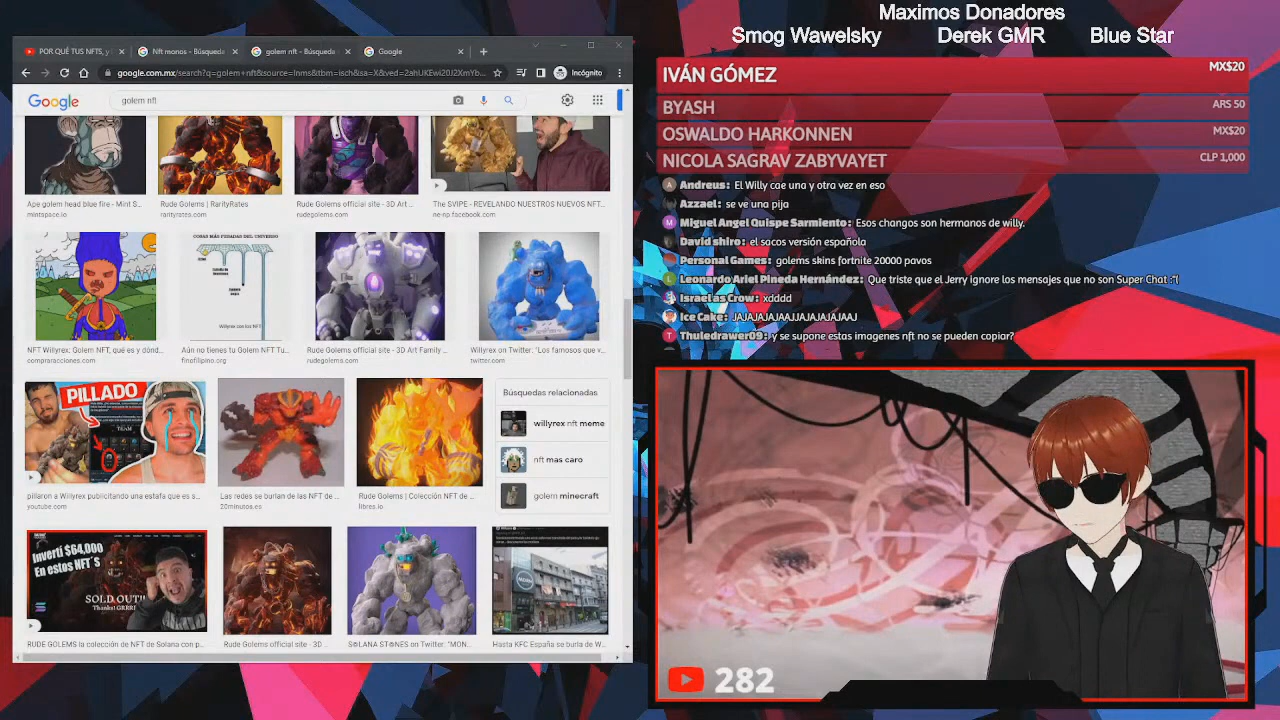 POR QUÉ TUS NFTS, y
Nft monos - Búsqueda
golem nft - Búsqueda
Google
google.com.mx/search?q=golem+nft&source=lnms&tbm=isch&sa=X&ved=2ahUKEwi20J2XmYb...
Incógnito
Google
golem nft
Ape golem head blue fire - Mint S...
mintspace.io
Rude Golems | RarityRates
rarityrates.com
Rude Golems official site - 3D Art ...
rudegolems.com
The SVIPE - REVELANDO NUESTROS NUEVOS NFT...
ne-np.facebook.com
COSAS MÁS PESADAS DEL UNIVERSO
Willyrex con los NFT
NFT Willyrex: Golem NFT, qué es y dónd...
comproraciones.com
Aún no tienes tu Golem NFT Tu...
finofilipino.org
Rude Golems official site - 3D Art Family ...
rudegolems.com
Willyrex on Twitter: "Los famosos que v...
twitter.com
PILLADO
TEAM
pillaron a Willyrex publicitando una estafa que es s...
youtube.com
Las redes se burlan de las NFT de ...
20minutos.es
Rude Golems | Colección NFT de ...
libres.io
Búsquedas relacionadas
willyrex nft meme
nft mas caro
golem minecraft
Invertí $64,000
En estos NFT´S
SOLD OUT!!
Thanks! GRRR!
RUDE GOLEMS la colección de NFT de Solana con p...
Rude Golems official site - 3D ...
S◎LANA ST◎NES on Twitter: "MON...
Hasta KFC España se burla de W...
Maximos Donadores
Smog Wawelsky Derek GMR Blue Star
IVÁN GÓMEZ MX$20
BYASH ARS 50
OSWALDO HARKONNEN MX$20
NICOLA SAGRAV ZABYVAYET CLP 1,000
Andreus: El Willy cae una y otra vez en eso
Azzael: se ve una pija
Miguel Angel Quispe Sarmiento: Esos changos son hermanos de willy.
David shiro: el sacos versión española
Personal Games: golems skins fortnite 20000 pavos
Leonardo Ariel Pineda Hernández: Que triste que el Jerry ignore los mensajes que no son Super Chat :"(
Israel as Crow: xdddd
Ice Cake: JAJAJAJAJAAJJAJAJAJAAJ
Thuledrawer09: y se supone estas imagenes nft no se pueden copiar?
282